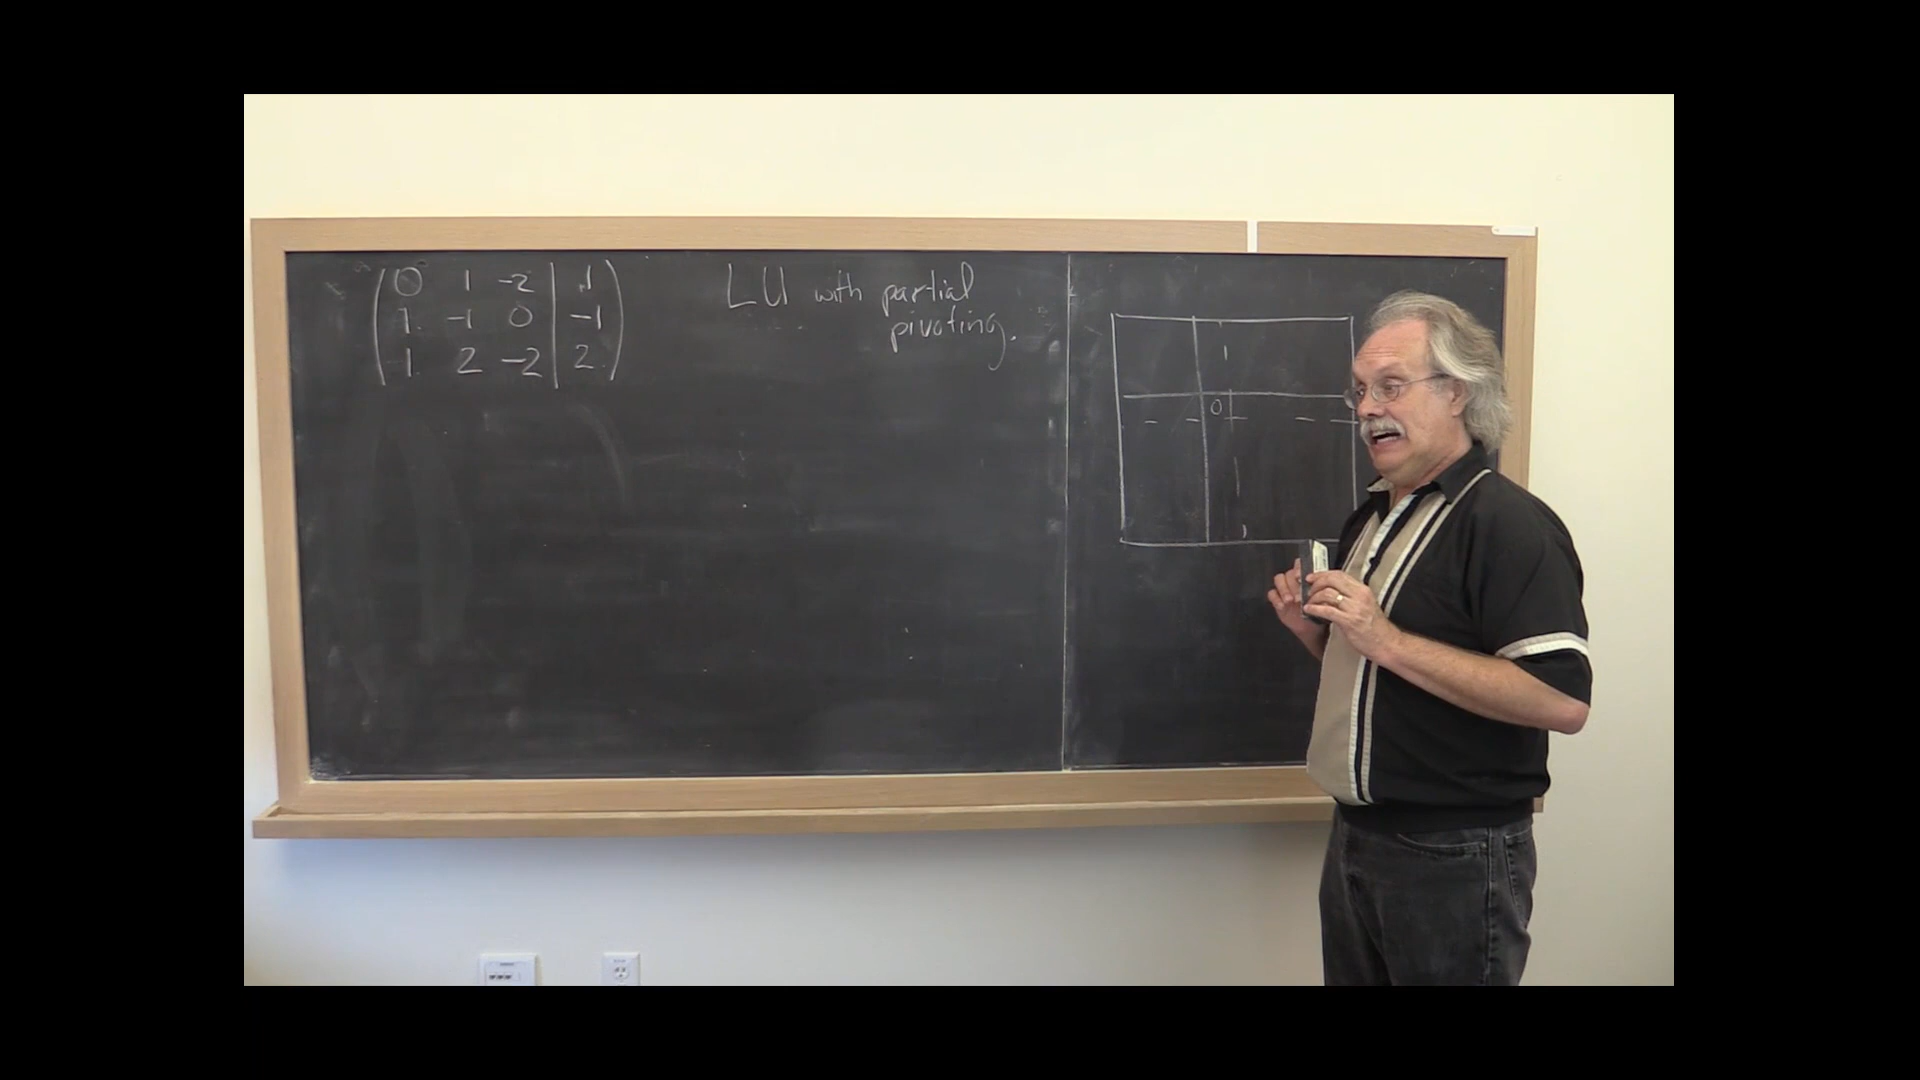 0 1 -2 | 1
1 -1 0 | -1
1 2 -2 | 2
LU with partial
pivoting.
1
0